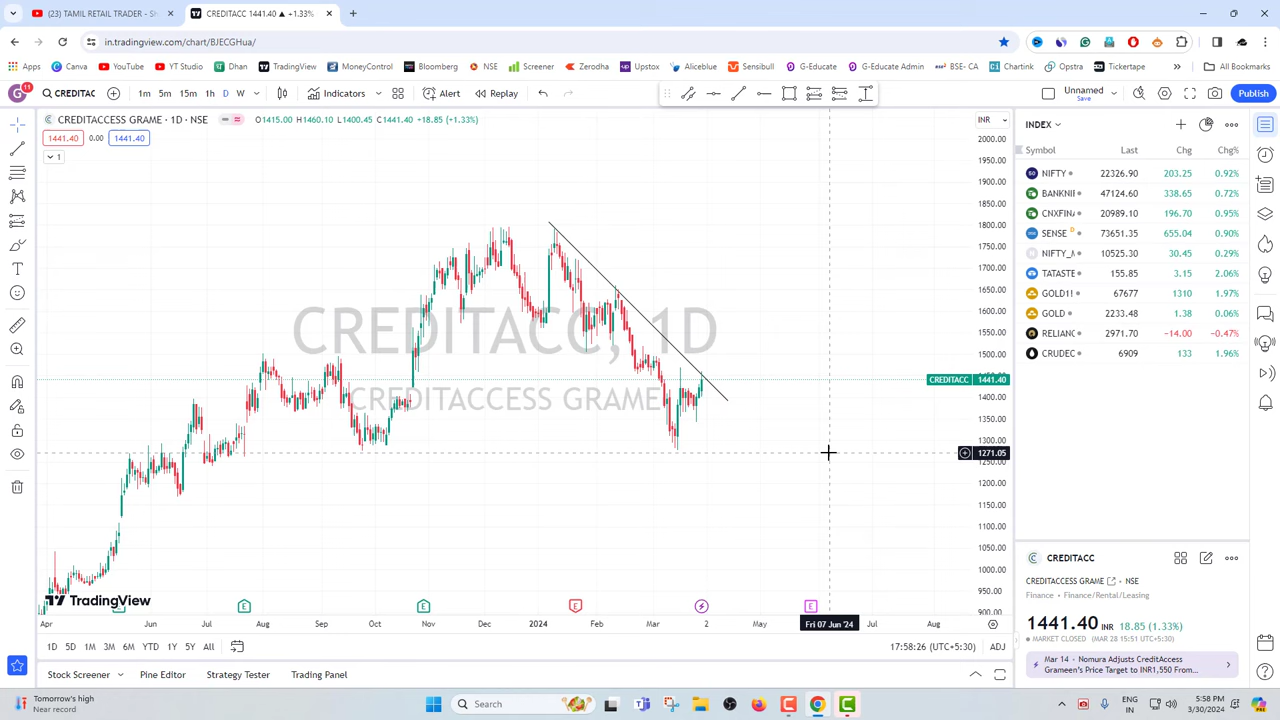 (23) TAMIL RETAIL TRADER - S
CREDITACC 1441.40 ▲ +1.33%
in.tradingview.com/chart/BJECGHua/
Apps Canva YouTube YT Studio Dhan TradingView MoneyControl Bloomberg NSE Screener Zerodha Upstox Aliceblue Sensibull G-Educate G-Educate Admin BSE- CA Chartink Opstra Tickertape All Bookmarks
G 11 CREDITAC 1m 5m 15m 1h D W Indicators Alert Replay Unnamed Save Publish
CREDITACCESS GRAME · 1D · NSE O1415.00 H1460.10 L1400.45 C1441.40 +18.85 (+1.33%)
1441.40 0.00 1441.40
1
INR
2000.00
1950.00
1900.00
1850.00
1800.00
1750.00
1700.00
1650.00
1600.00
1550.00
1500.00
CREDITACC 1441.40
1400.00
1350.00
1300.00
1271.05
1200.00
1150.00
1100.00
1050.00
1000.00
950.00
900.00
CREDITACC, 1D
CREDITACCESS GRAME
TradingView
E E E E
Apr Jun Jul Aug Sep Oct Nov Dec 2024 Feb Mar 2 May Fri 07 Jun '24 Jul Aug
1D 5D 1M 3M 6M YTD 1Y 5Y All 17:58:26 (UTC+5:30) ADJ
Stock Screener Pine Editor Strategy Tester Trading Panel
INDEX
Symbol Last Chg Chg%
NIFTY 22326.90 203.25 0.92%
BANKNI 47124.60 338.65 0.72%
CNXFIN 20989.10 196.70 0.95%
SENSE D 73651.35 655.04 0.90%
NIFTY_M 10525.30 30.45 0.29%
TATASTE 155.85 3.15 2.06%
GOLD1! 67677 1310 1.97%
GOLD 2233.48 1.38 0.06%
RELIANC 2971.70 −14.00 −0.47%
CRUDEC 6909 133 1.96%
CREDITACC
CREDITACCESS GRAME · NSE
Finance · Finance/Rental/Leasing
1441.40 INR 18.85 (1.33%)
MARKET CLOSED (MAR 28 15:51 UTC+5:30)
Mar 14 · Nomura Adjusts CreditAccess
Grameen's Price Target to INR1,550 From...
Tomorrow's high
Near record
Search
ENG
IN
5:58 PM
3/30/2024